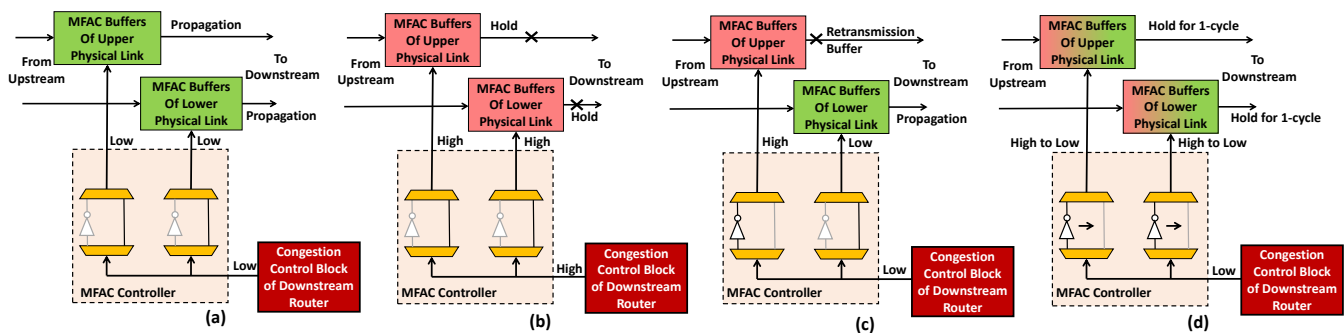 MFAC Buffers
Of Upper
Physical Link
Propagation
From
Upstream
To
Downstream
MFAC Buffers
Of Lower
Physical Link
Propagation
Low
Low
Low
MFAC Controller
Congestion
Control Block
of Downstream
Router
(a)
MFAC Buffers
Of Upper
Physical Link
Hold
From
Upstream
To
Downstream
MFAC Buffers
Of Lower
Physical Link
Hold
High
High
High
MFAC Controller
Congestion
Control Block
of Downstream
Router
(b)
MFAC Buffers
Of Upper
Physical Link
Retransmission
Buffer
From
Upstream
To
Downstream
MFAC Buffers
Of Lower
Physical Link
Propagation
High
Low
Low
MFAC Controller
Congestion
Control Block
of Downstream
Router
(c)
MFAC Buffers
Of Upper
Physical Link
Hold for 1-cycle
From
Upstream
To
Downstream
MFAC Buffers
Of Lower
Physical Link
Hold for 1-cycle
High to Low
High to Low
Low
MFAC Controller
Congestion
Control Block
of Downstream
Router
(d)